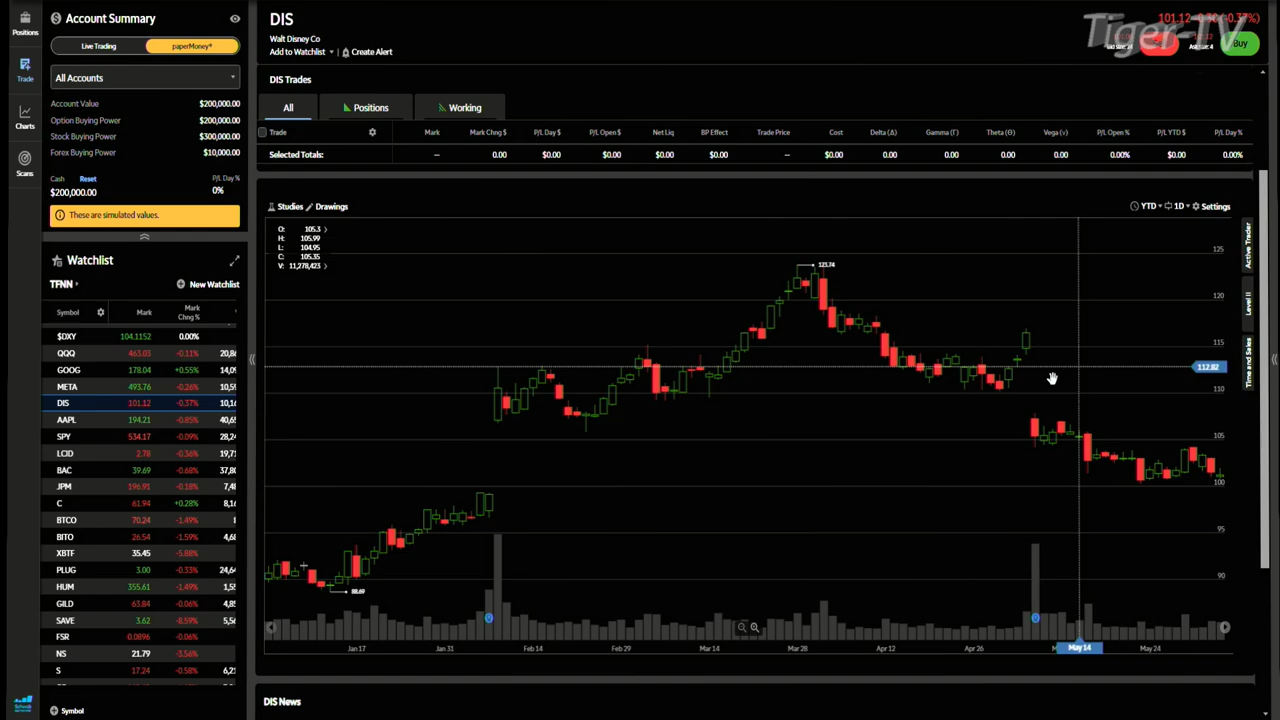 Positions
Trade
Charts
Scans
Account Summary
Live Trading
paperMoney®
All Accounts
Account Value $200,000.00
Option Buying Power $200,000.00
Stock Buying Power $300,000.00
Forex Buying Power $10,000.00
Cash Reset P/L Day %
$200,000.00 0%
These are simulated values.
Watchlist
TFNN New Watchlist
Symbol Mark Mark Chng %
$DXY 104.1152 0.00%
QQQ 463.03 -0.11%
GOOG 178.04 +0.55%
META 493.76 -0.26%
DIS 101.12 -0.37%
AAPL 194.21 -0.85%
SPY 534.17 -0.09%
LCID 2.78 -0.36%
BAC 39.69 -0.68%
JPM 196.91 -0.18%
C 61.94 +0.28%
BTCO 70.24 -1.49%
BITO 26.54 -1.59%
XBTF 35.45 -5.88%
PLUG 3.00 -0.33%
HUM 355.61 -1.49%
GILD 63.84 -0.06%
SAVE 3.62 -8.59%
FSR 0.0896 -0.06%
NS 21.79 -3.56%
S 17.24 -0.58%
Symbol
DIS
Walt Disney Co
Add to Watchlist Create Alert
Tiger-TV
Buy
DIS Trades
All Positions Working
Trade Mark Mark Chng $ P/L Day $ P/L Open $ Net Liq BP Effect Trade Price Cost Delta (Δ) Gamma (Γ) Theta (Θ) Vega (ν) P/L Open % P/L YTD $ P/L Day %
Selected Totals: — 0.00 $0.00 $0.00 $0.00 $0.00 — $0.00 0.00 0.00 0.00 0.00 0.00% $0.00 0.00%
Studies Drawings YTD 1D Settings
O: 105.3
H: 105.99
L: 104.95
C: 105.35
V: 11,278,423
123.74
88.69
125
120
115
112.82
110
105
100
95
90
Jan 17 Jan 31 Feb 14 Feb 29 Mar 14 Mar 28 Apr 12 Apr 26 May 14 May 24
Active Trader
Level II
Time and Sales
DIS News